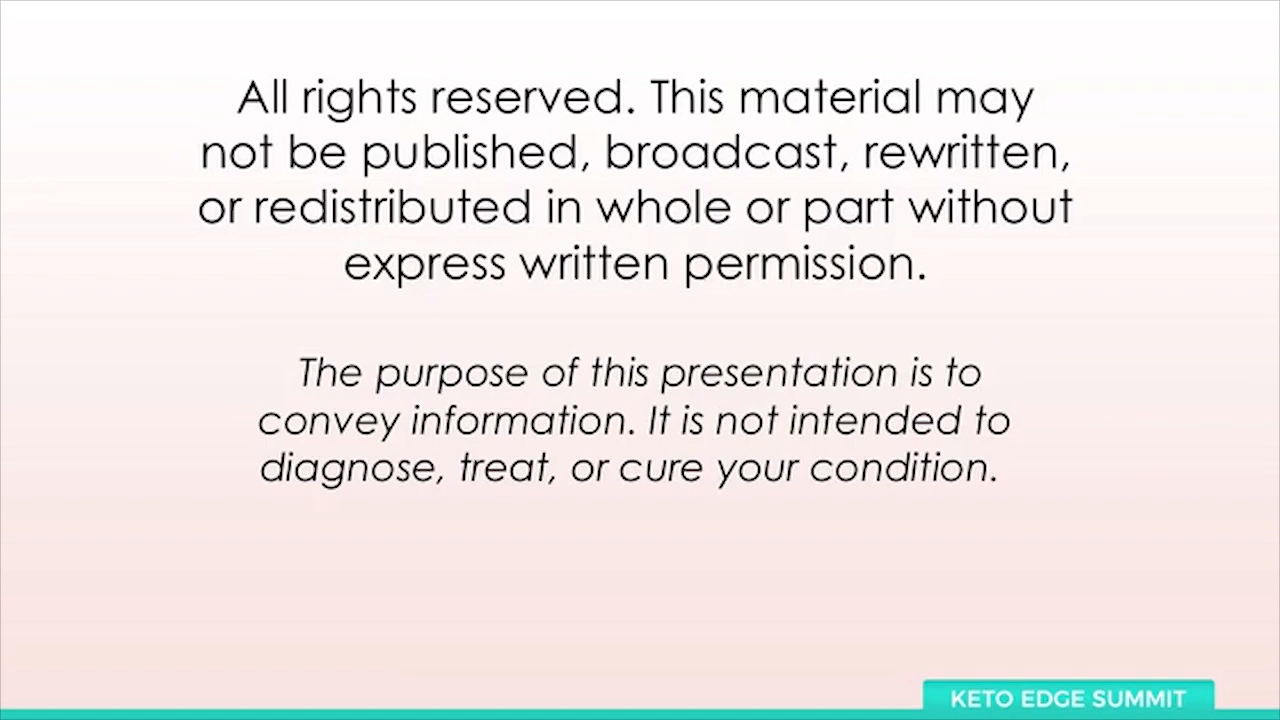 All rights reserved. This material may
not be published, broadcast, rewritten,
or redistributed in whole or part without
express written permission.
The purpose of this presentation is to
convey information. It is not intended to
diagnose, treat, or cure your condition.
KETO EDGE SUMMIT